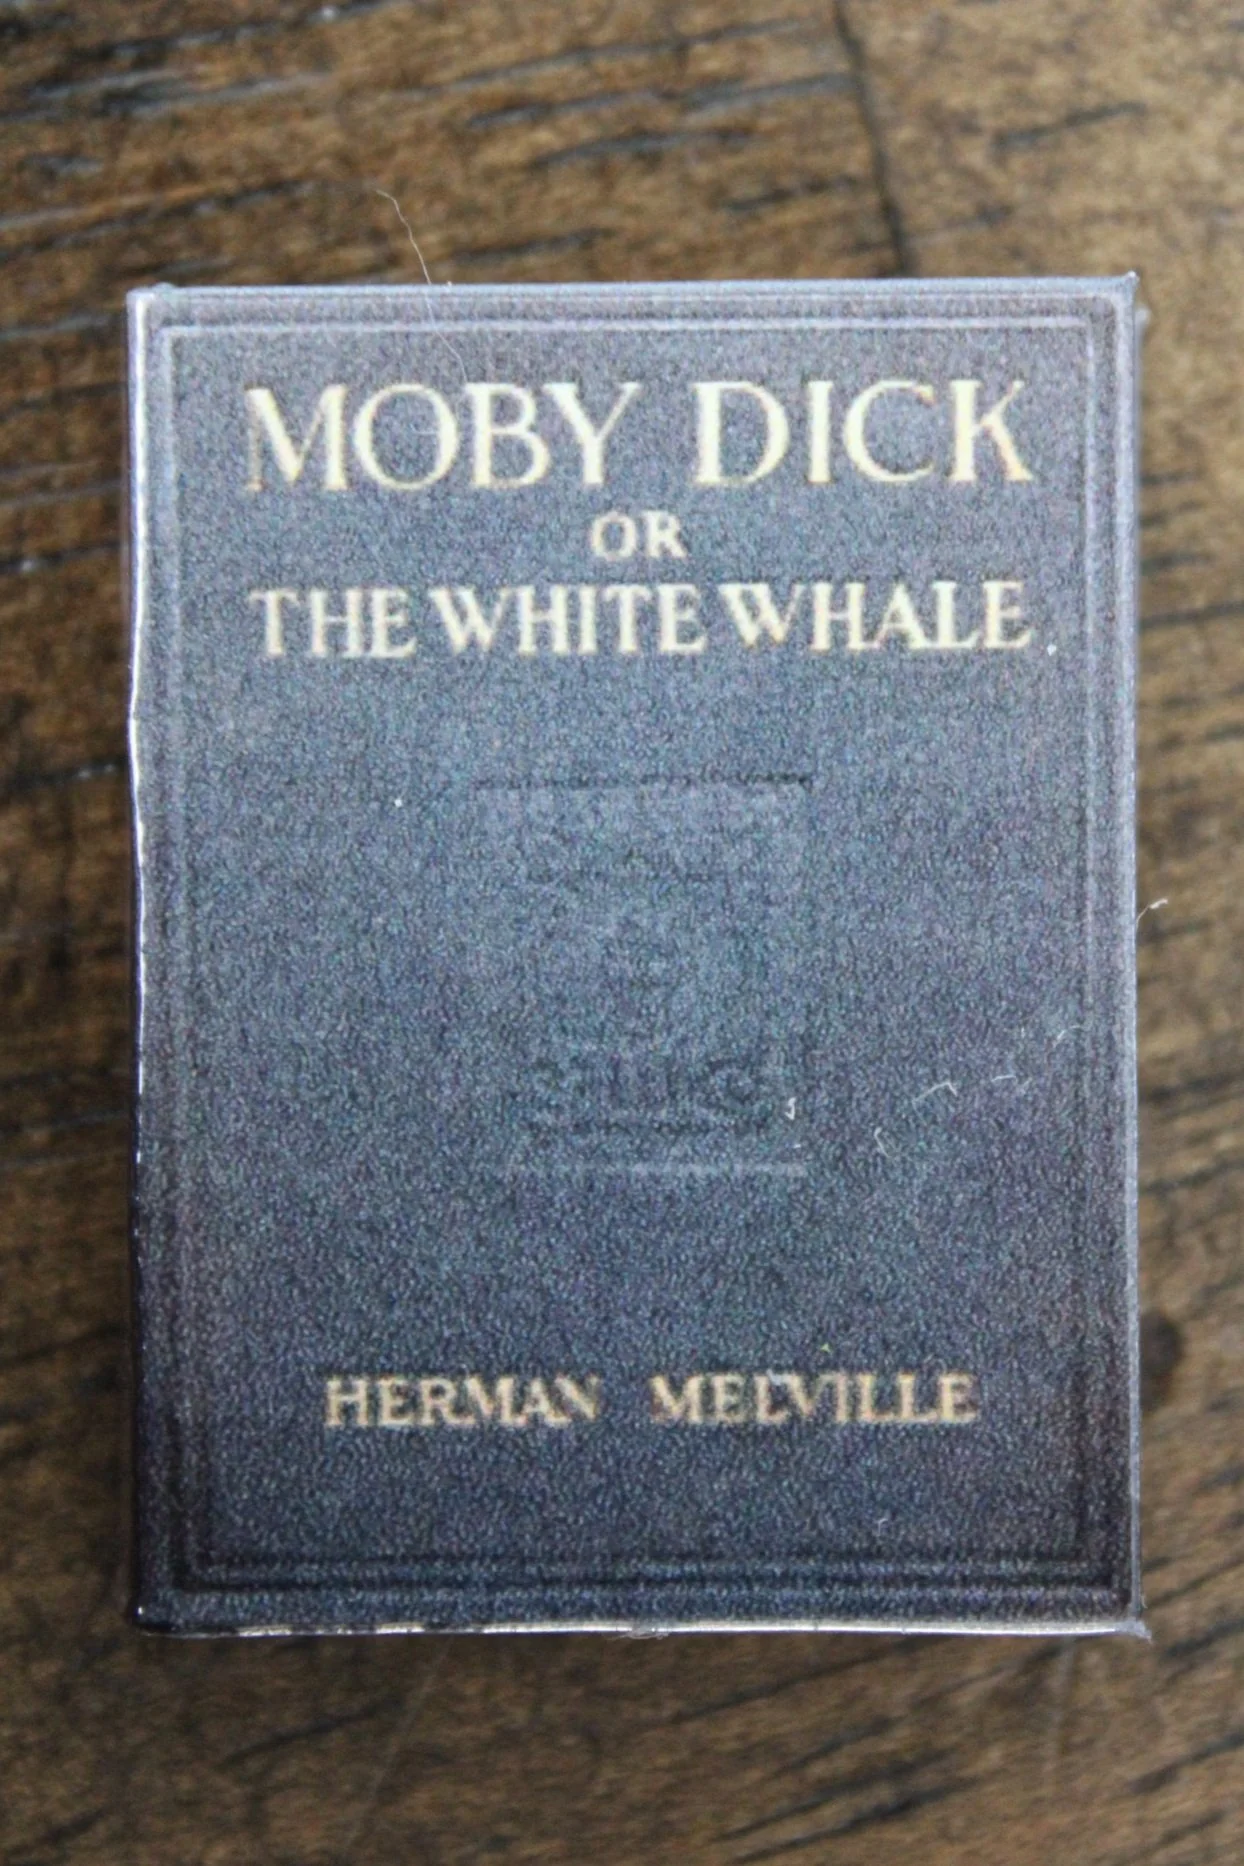 MOBY DICK
OR
THE WHITE WHALE
HERMAN MELVILLE